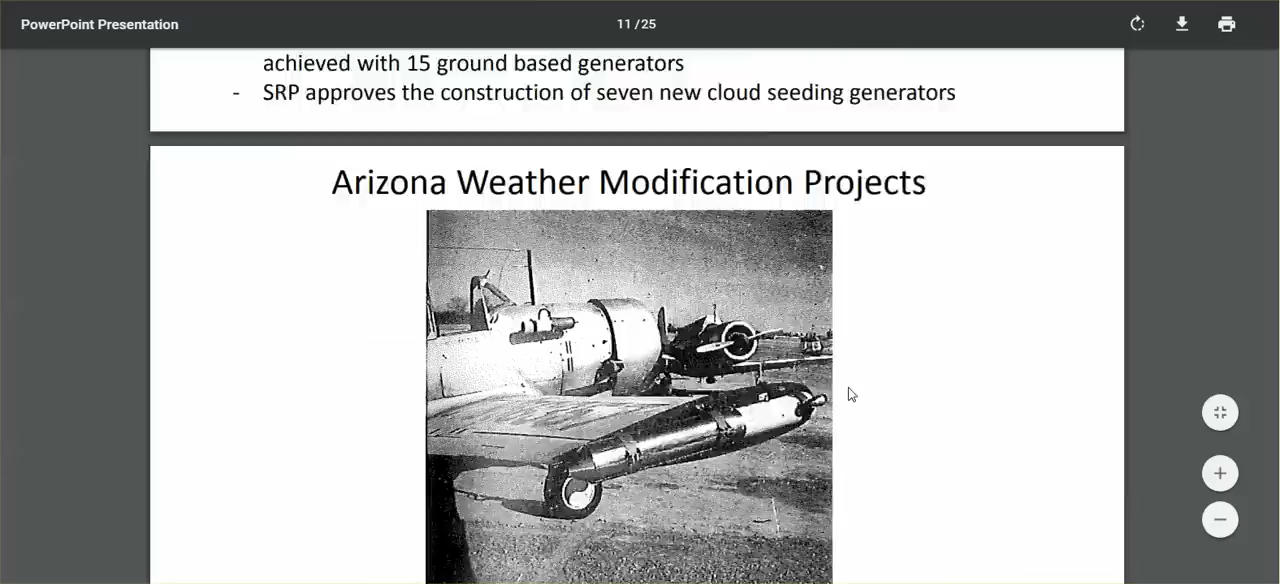 PowerPoint Presentation
11 / 25
achieved with 15 ground based generators
- SRP approves the construction of seven new cloud seeding generators
Arizona Weather Modification Projects